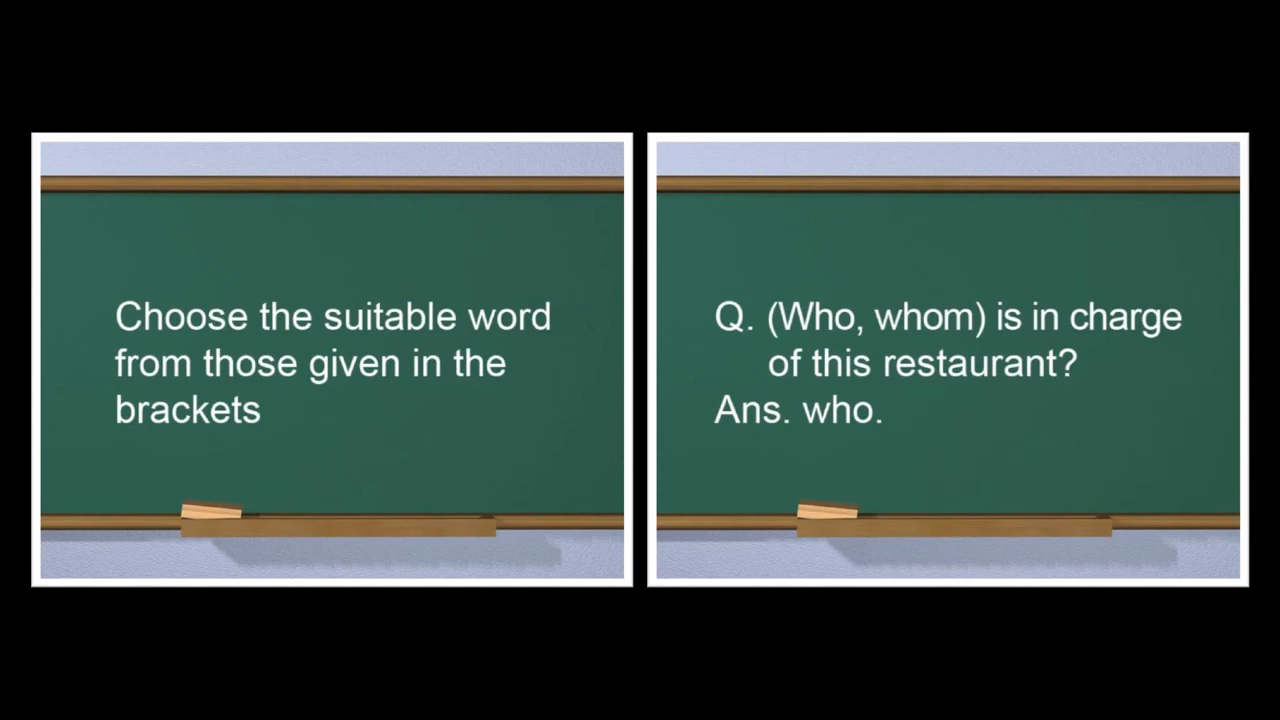 Choose the suitable word
from those given in the
brackets
Q. (Who, whom) is in charge
of this restaurant?
Ans. who.